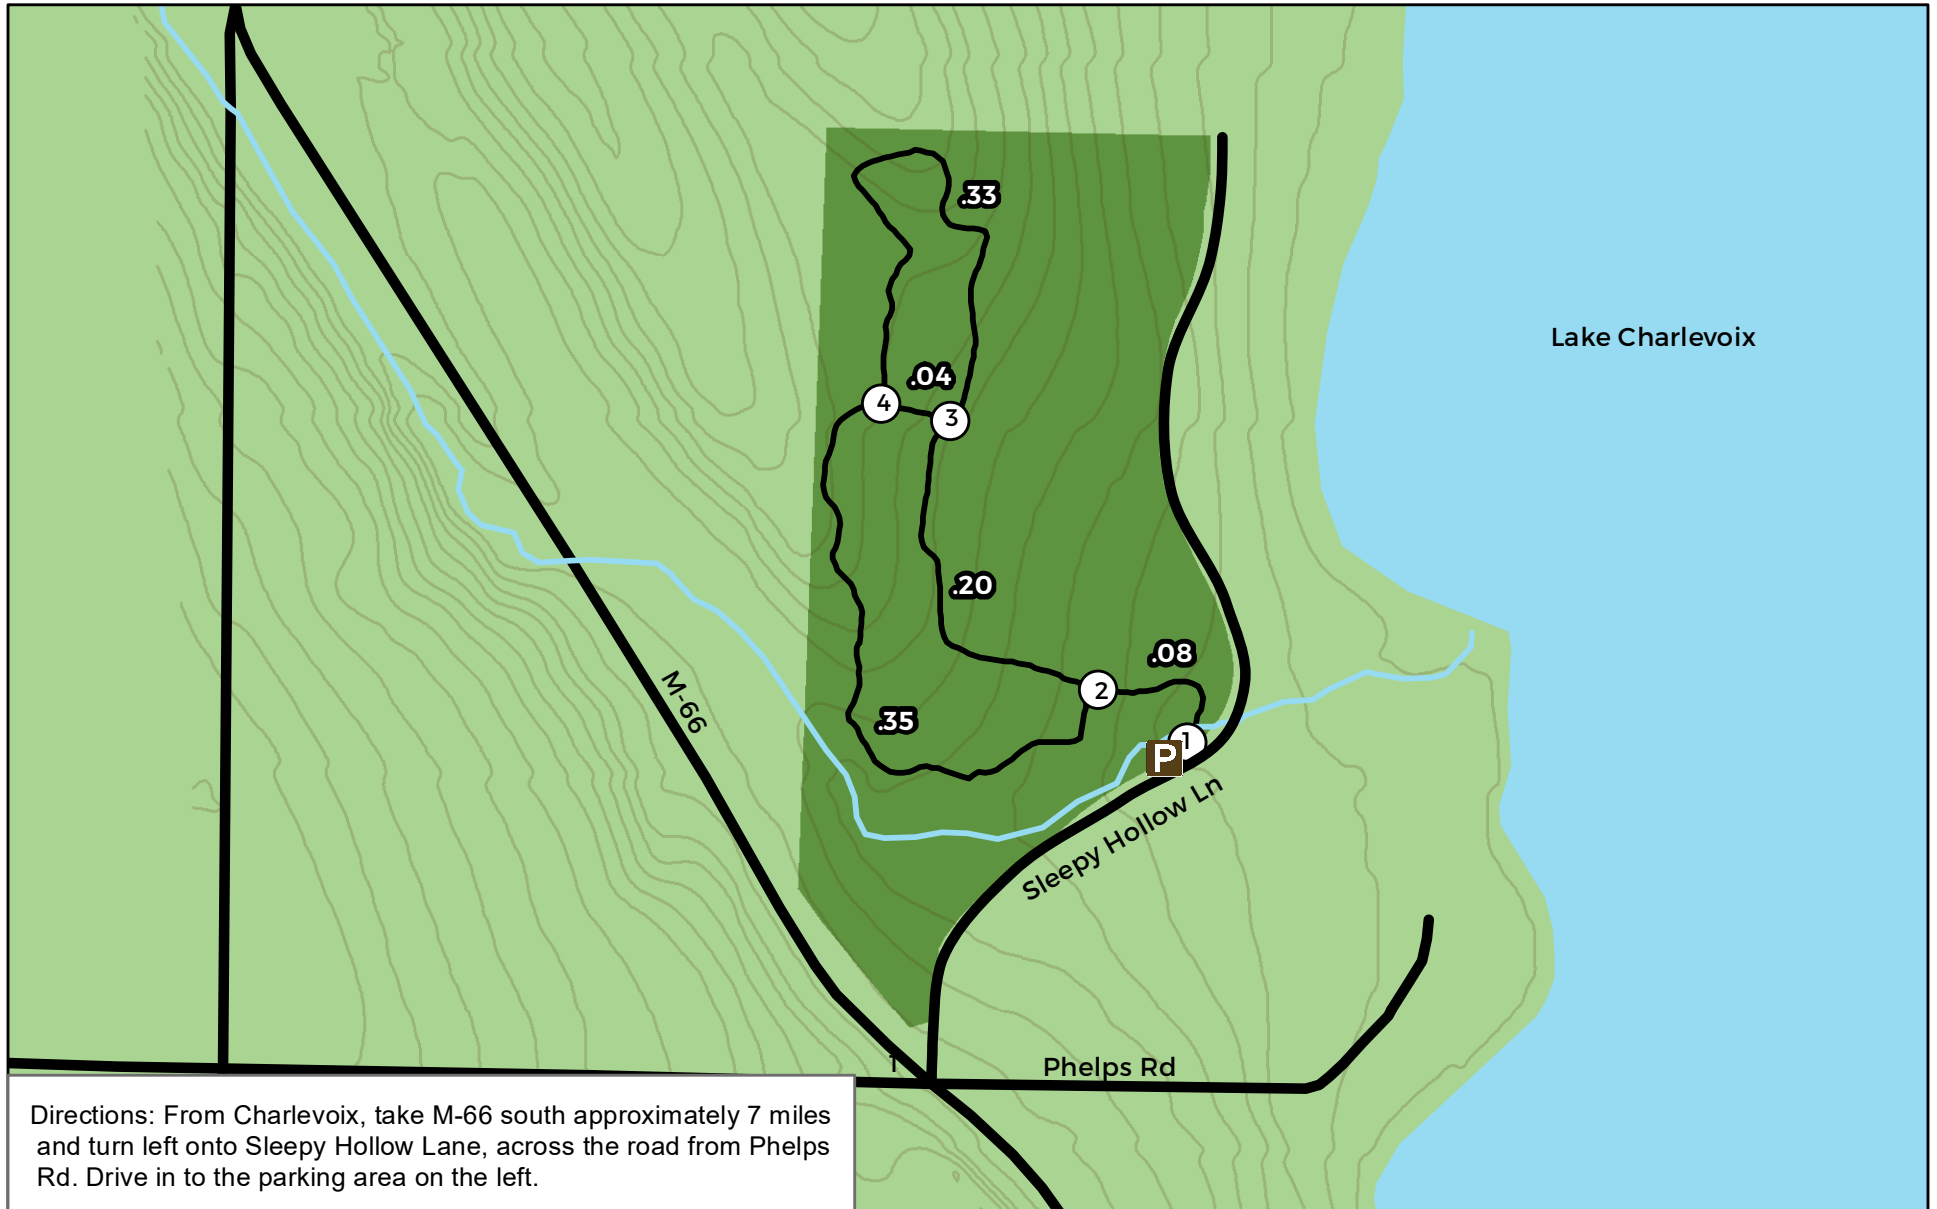 .33
Lake Charlevoix
.04
4
3
.20
.08
2
M-66
.35
1
P
Sleepy Hollow Ln
1
Phelps Rd
Directions: From Charlevoix, take M-66 south approximately 7 miles
and turn left onto Sleepy Hollow Lane, across the road from Phelps
Rd. Drive in to the parking area on the left.